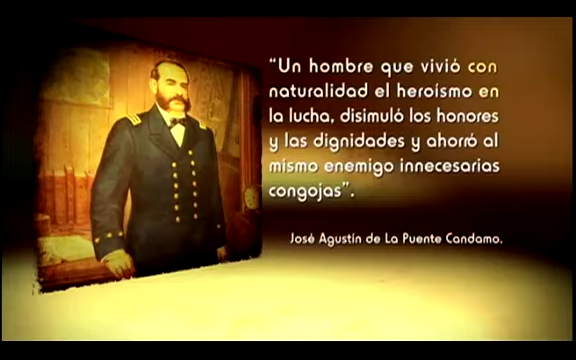 “Un hombre que vivió con
naturalidad el heroísmo en
la lucha, disimuló los honores
y las dignidades y ahorró al
mismo enemigo innecesarias
congojas”.
José Agustín de La Puente Candamo.